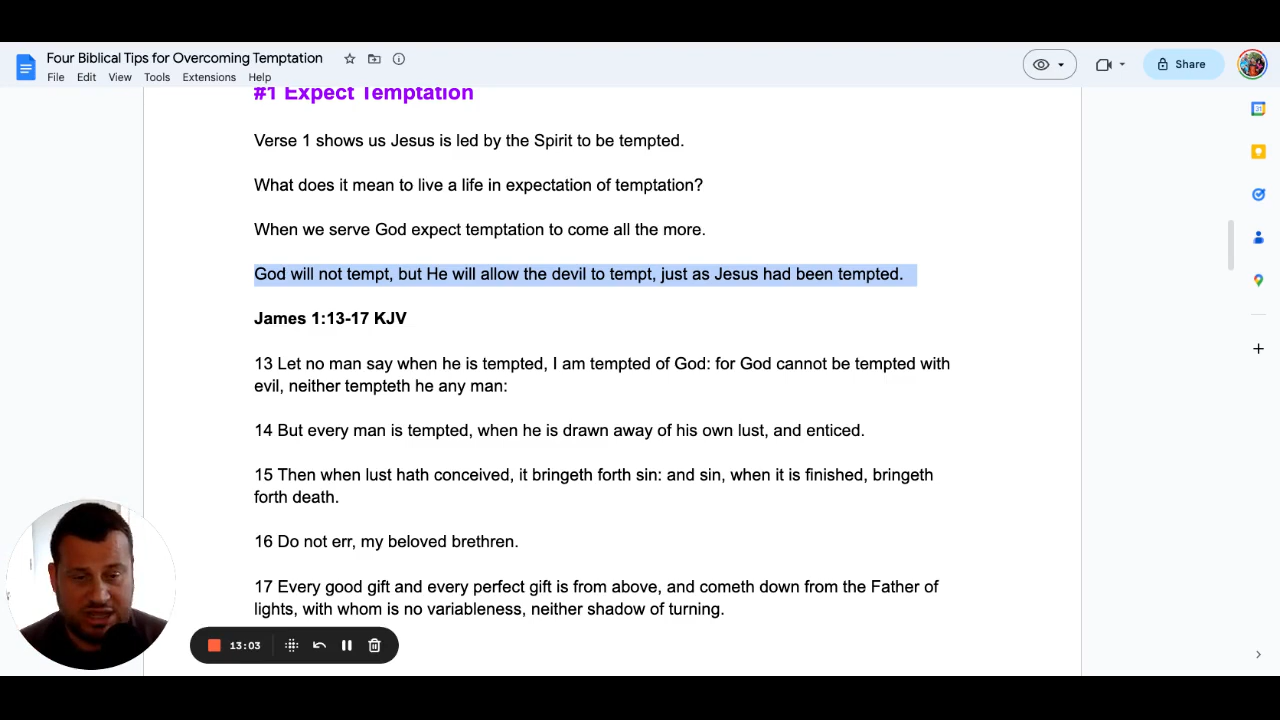 Four Biblical Tips for Overcoming Temptation
File Edit View Tools Extensions Help
Share
#1 Expect Temptation
Verse 1 shows us Jesus is led by the Spirit to be tempted.
What does it mean to live a life in expectation of temptation?
When we serve God expect temptation to come all the more.
God will not tempt, but He will allow the devil to tempt, just as Jesus had been tempted.
James 1:13-17 KJV
13 Let no man say when he is tempted, I am tempted of God: for God cannot be tempted with
evil, neither tempteth he any man:
14 But every man is tempted, when he is drawn away of his own lust, and enticed.
15 Then when lust hath conceived, it bringeth forth sin: and sin, when it is finished, bringeth
forth death.
16 Do not err, my beloved brethren.
17 Every good gift and every perfect gift is from above, and cometh down from the Father of
lights, with whom is no variableness, neither shadow of turning.
13:03